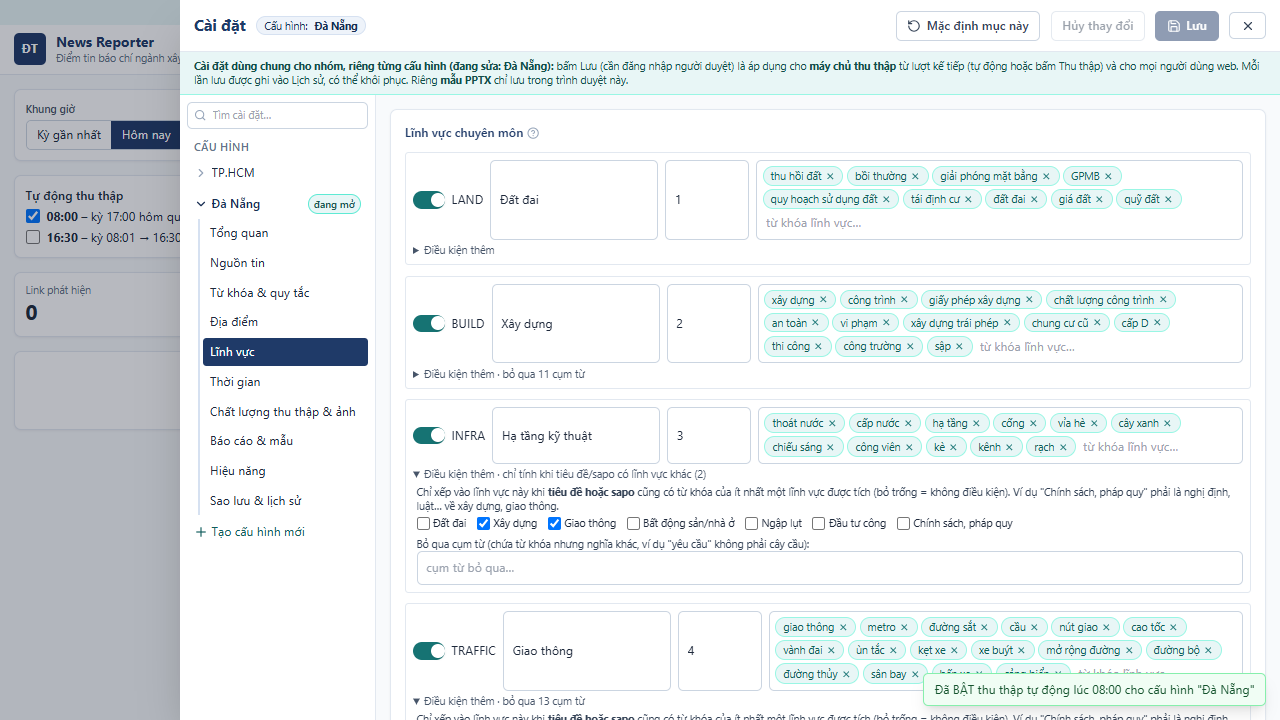 ĐT
News Reporter
Điểm tin báo chí ngành xây
Khung giờ
Kỳ gần nhất
Hôm nay
Tự động thu thập
08:00 – kỳ 17:00 hôm qu
16:30 – kỳ 08:01 → 16:30
Link phát hiện
0
Cài đặt
Cấu hình: Đà Nẵng
Mặc định mục này
Hủy thay đổi
Lưu
Cài đặt dùng chung cho nhóm, riêng từng cấu hình (đang sửa: Đà Nẵng): bấm Lưu (cần đăng nhập người duyệt) là áp dụng cho máy chủ thu thập từ lượt kế tiếp (tự động hoặc bấm Thu thập) và cho mọi người dùng web. Mỗi
lần lưu được ghi vào Lịch sử, có thể khôi phục. Riêng mẫu PPTX chỉ lưu trong trình duyệt này.
Tìm cài đặt...
CẤU HÌNH
TP.HCM
Đà Nẵng
đang mở
Tổng quan
Nguồn tin
Từ khóa & quy tắc
Địa điểm
Lĩnh vực
Thời gian
Chất lượng thu thập & ảnh
Báo cáo & mẫu
Hiệu năng
Sao lưu & lịch sử
+ Tạo cấu hình mới
Lĩnh vực chuyên môn
LAND
Đất đai
1
thu hồi đất × bồi thường × giải phóng mặt bằng × GPMB ×
quy hoạch sử dụng đất × tái định cư × đất đai × giá đất × quỹ đất ×
từ khóa lĩnh vực...
Điều kiện thêm
BUILD
Xây dựng
2
xây dựng × công trình × giấy phép xây dựng × chất lượng công trình ×
an toàn × vi phạm × xây dựng trái phép × chung cư cũ × cấp D ×
thi công × công trường × sập × từ khóa lĩnh vực...
Điều kiện thêm · bỏ qua 11 cụm từ
INFRA
Hạ tầng kỹ thuật
3
thoát nước × cấp nước × hạ tầng × cống × vỉa hè × cây xanh ×
chiếu sáng × công viên × kè × kênh × rạch × từ khóa lĩnh vực...
Điều kiện thêm · chỉ tính khi tiêu đề/sapo có lĩnh vực khác (2)
Chỉ xếp vào lĩnh vực này khi tiêu đề hoặc sapo cũng có từ khóa của ít nhất một lĩnh vực được tích (bỏ trống = không điều kiện). Ví dụ "Chính sách, pháp quy" phải là nghị định,
luật... về xây dựng, giao thông.
Đất đai Xây dựng Giao thông Bất động sản/nhà ở Ngập lụt Đầu tư công Chính sách, pháp quy
Bỏ qua cụm từ (chứa từ khóa nhưng nghĩa khác, ví dụ "yêu cầu" không phải cây cầu):
cụm từ bỏ qua...
TRAFFIC
Giao thông
4
giao thông × metro × đường sắt × cầu × nút giao × cao tốc ×
vành đai × ùn tắc × kẹt xe × xe buýt × mở rộng đường × đường bộ ×
đường thủy × sân bay ×
Điều kiện thêm · bỏ qua 13 cụm từ
Đã BẬT thu thập tự động lúc 08:00 cho cấu hình "Đà Nẵng"